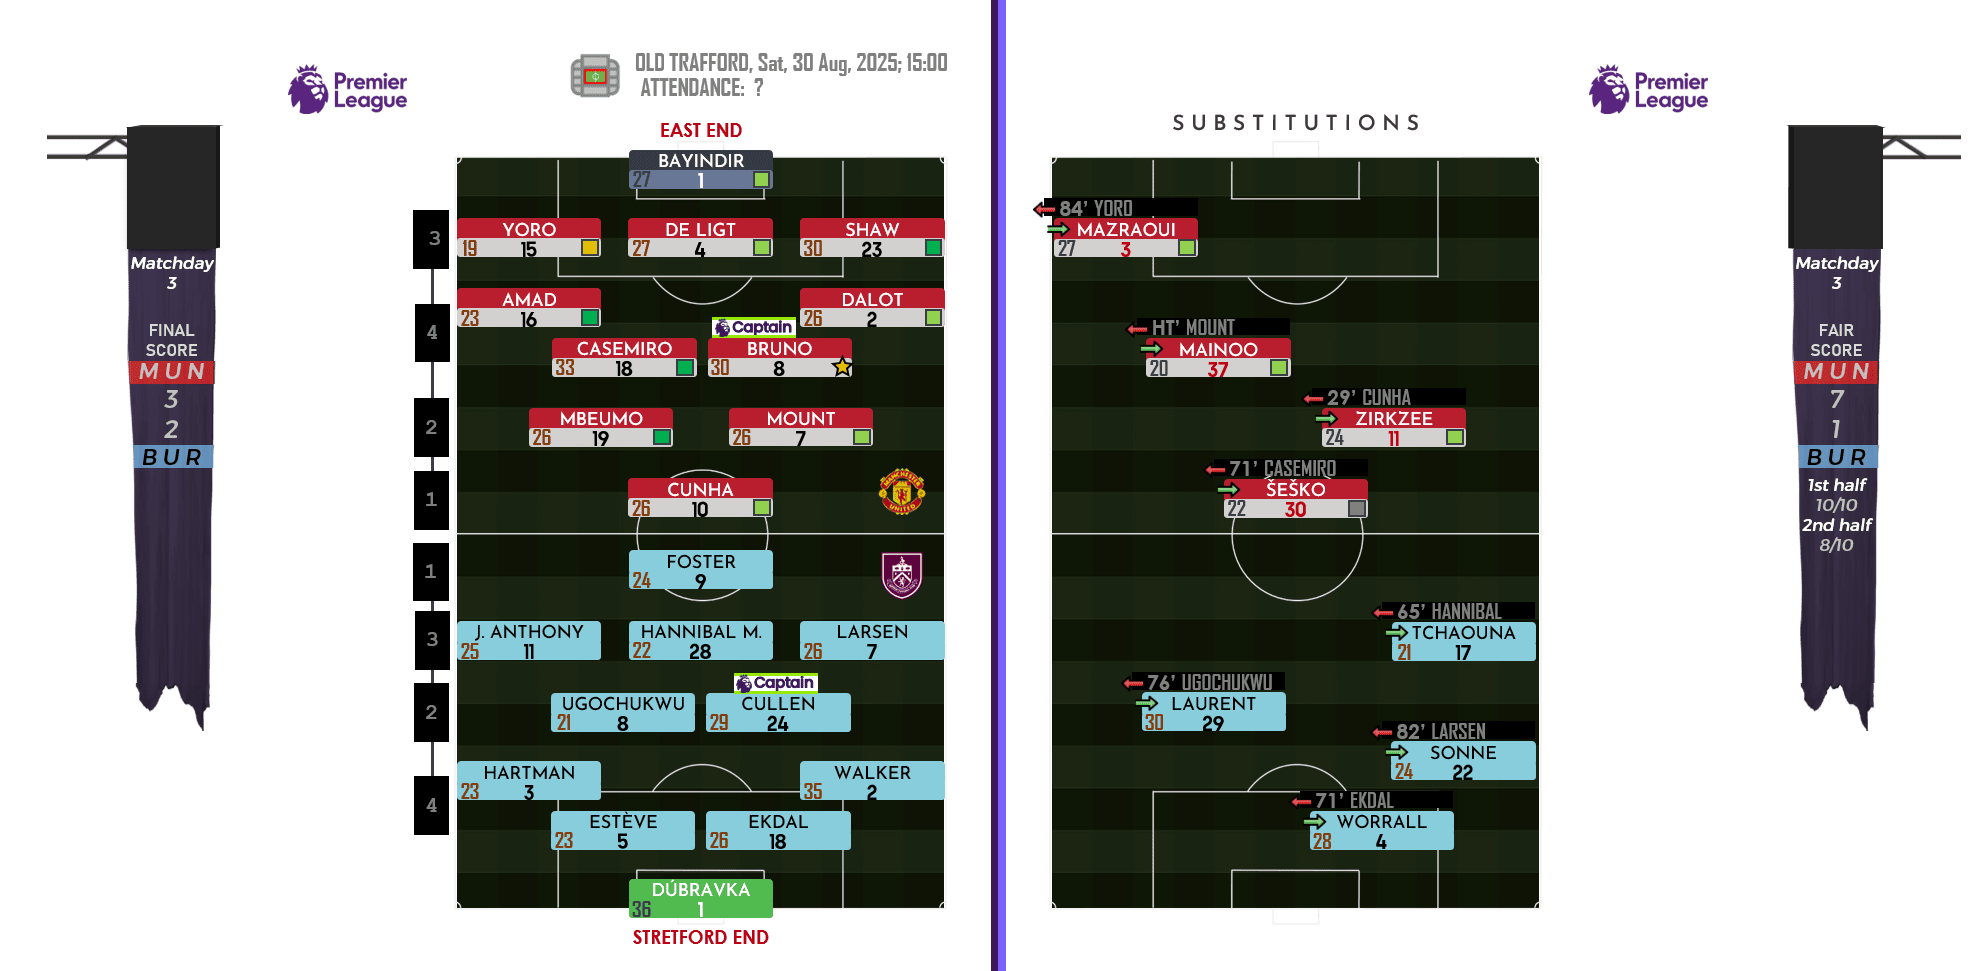 Premier
League
OLD TRAFFORD, Sat, 30 Aug, 2025; 15:00
ATTENDANCE: ?
EAST END
Matchday
3
FINAL
SCORE
MUN
3
2
BUR
3
4
2
1
1
3
2
4
BAYINDIR
27 1
YORO
19 15
DE LIGT
27 4
SHAW
30 23
AMAD
23 16
DALOT
26 2
Captain
CASEMIRO
33 18
BRUNO
30 8
MBEUMO
26 19
MOUNT
26 7
CUNHA
26 10
MANCHESTER
UNITED
FOSTER
24 9
J. ANTHONY
25 11
HANNIBAL M.
22 28
LARSEN
26 7
Captain
UGOCHUKWU
21 8
CULLEN
29 24
HARTMAN
23 3
WALKER
35 2
ESTÈVE
23 5
EKDAL
26 18
DÚBRAVKA
36 1
STRETFORD END
Premier
League
SUBSTITUTIONS
84' YORO
MAZRAOUI
27 3
HT' MOUNT
MAINOO
20 37
29' CUNHA
ZIRKZEE
24 11
71' CASEMIRO
ŠEŠKO
22 30
65' HANNIBAL
TCHAOUNA
21 17
76' UGOCHUKWU
LAURENT
30 29
82' LARSEN
SONNE
24 22
71' EKDAL
WORRALL
28 4
Matchday
3
FAIR
SCORE
MUN
7
1
BUR
1st half
10/10
2nd half
8/10